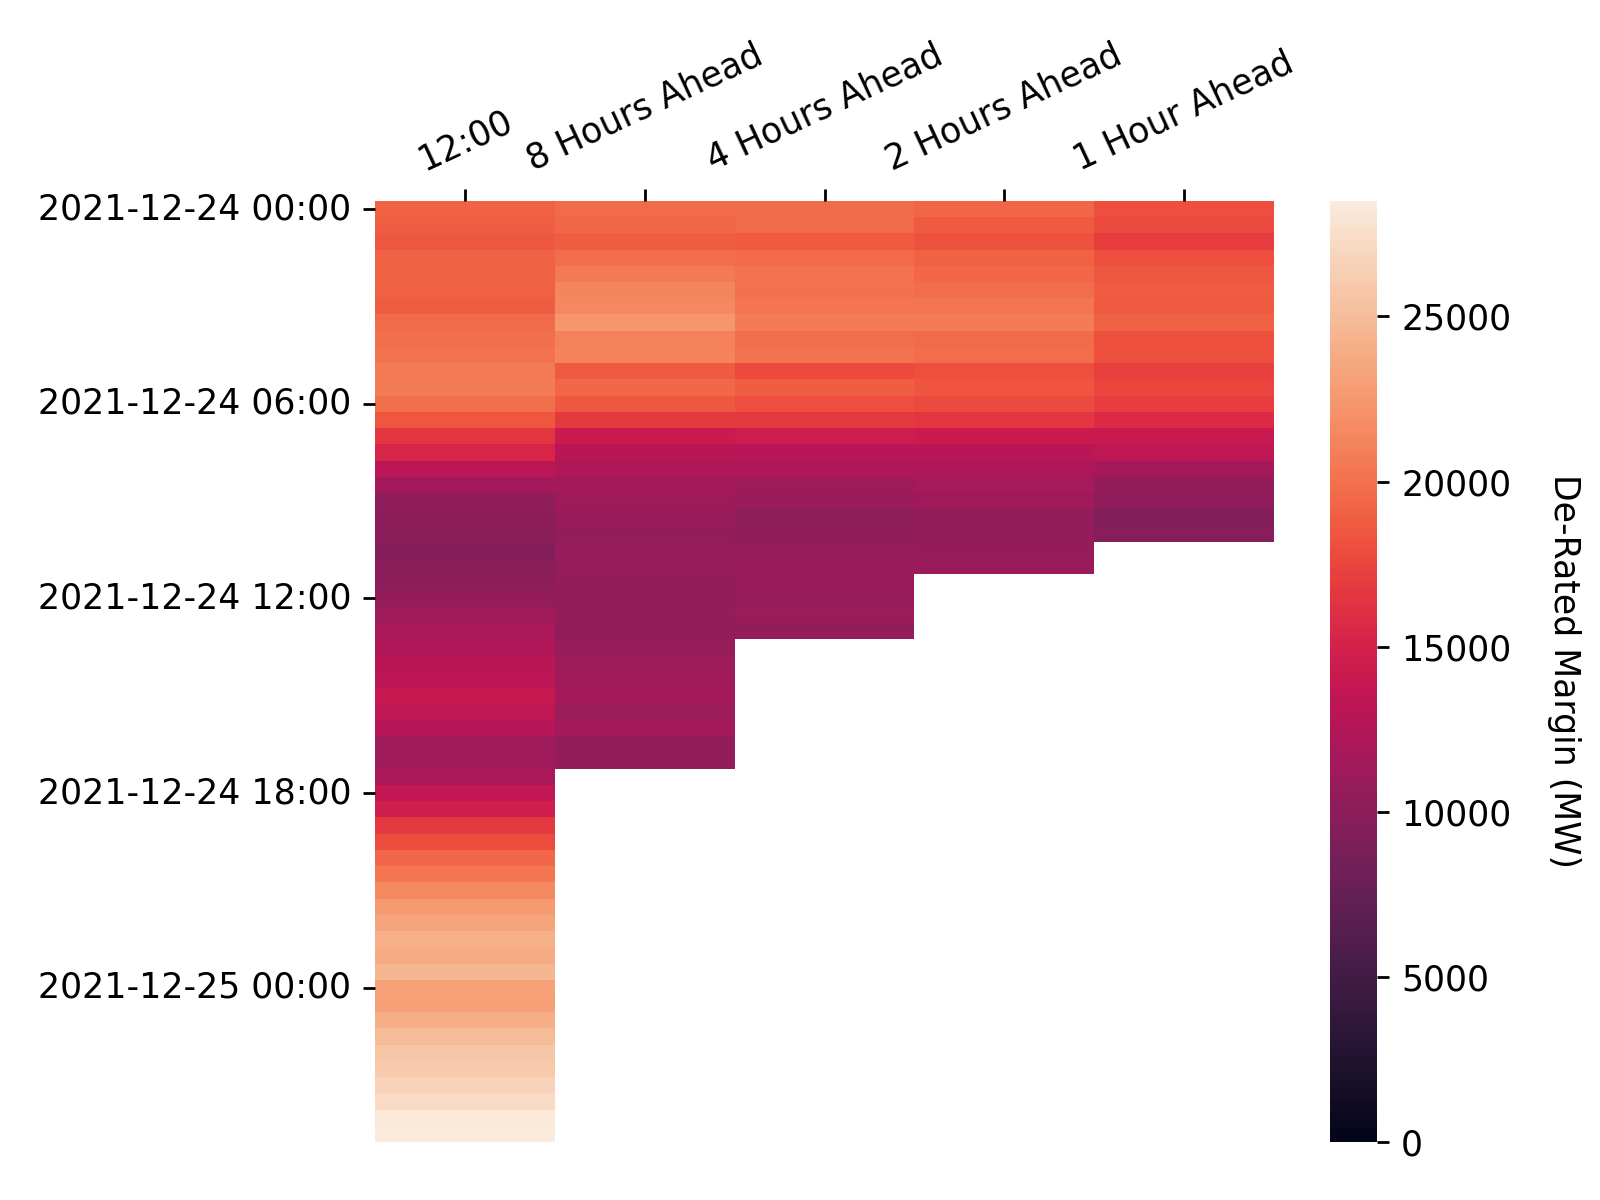 12:00
8 Hours Ahead
4 Hours Ahead
2 Hours Ahead
1 Hour Ahead
2021-12-24 00:00
2021-12-24 06:00
2021-12-24 12:00
2021-12-24 18:00
2021-12-25 00:00
25000
20000
15000
10000
5000
0
De-Rated Margin (MW)